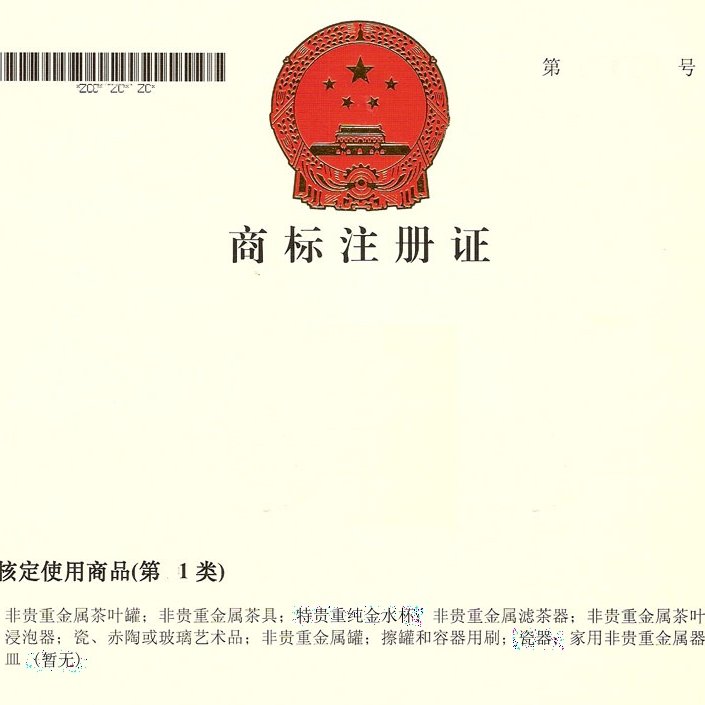 *ZCC* *ZC*" ZC*
第 号
商标注册证
核定使用商品(第 1 类)
非贵重金属茶叶罐；非贵重金属茶具；特贵重纯金水杯；非贵重金属滤茶器；非贵重金属茶叶
浸泡器；瓷、赤陶或玻璃艺术品；非贵重金属罐；擦罐和容器用刷；瓷器；家用非贵重金属器
皿 (暂无)